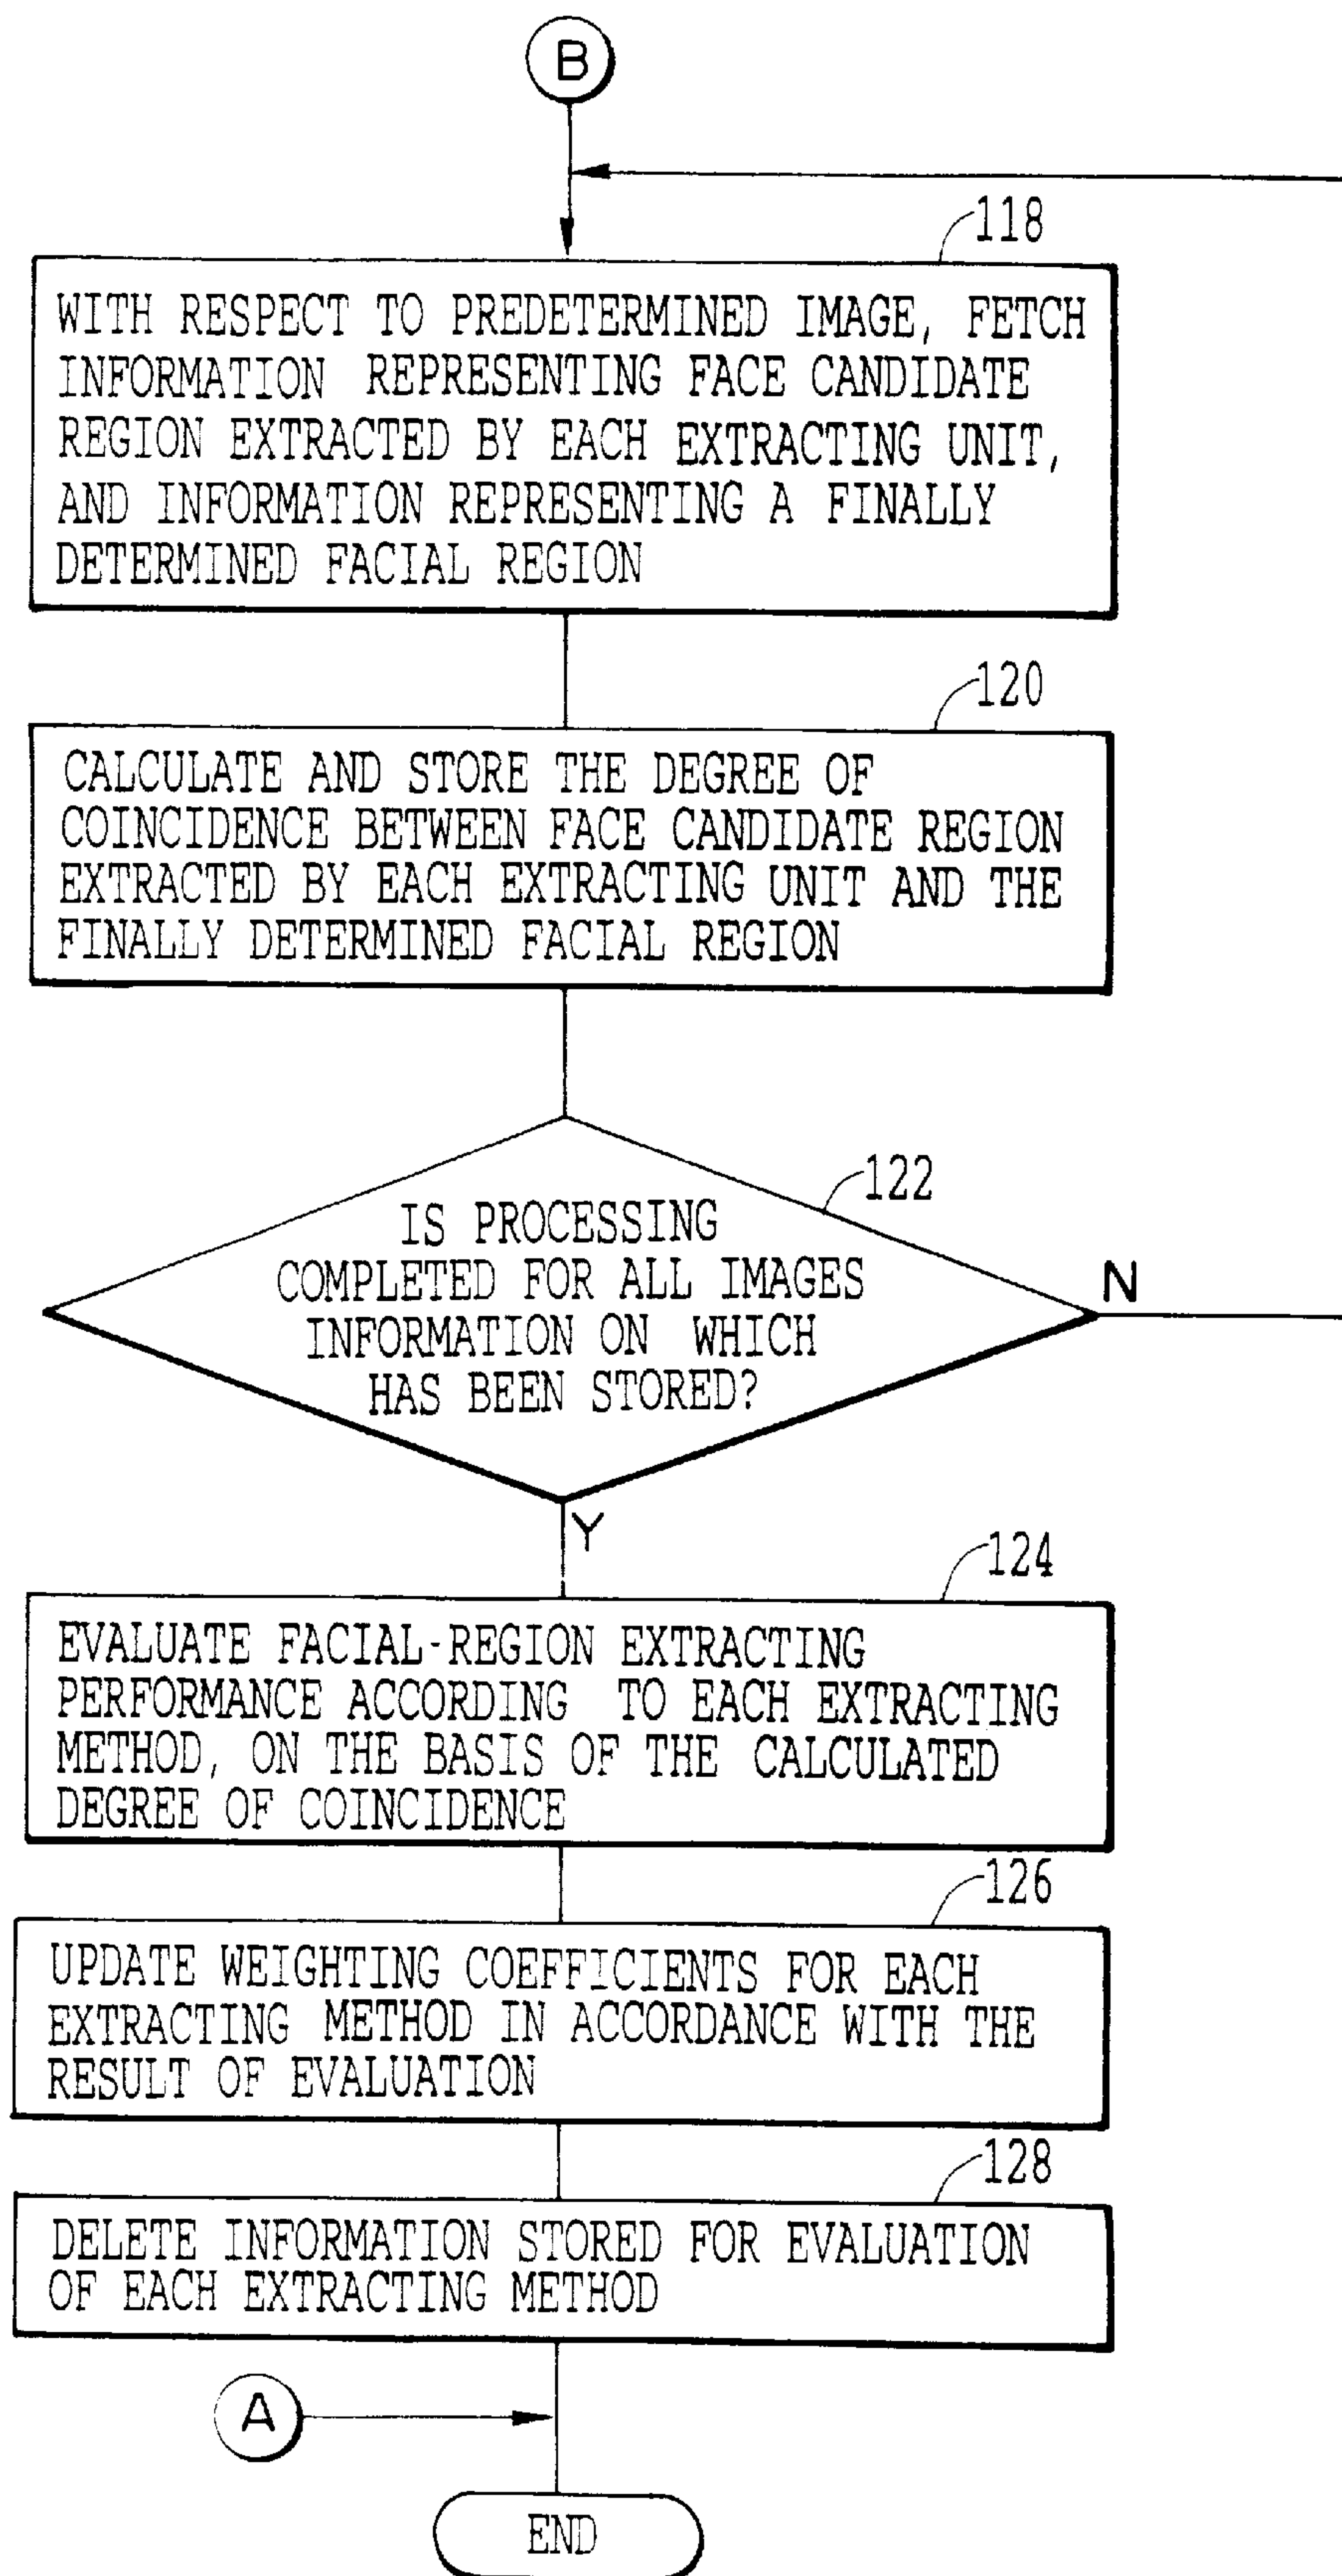 B
118
WITH RESPECT TO PREDETERMINED IMAGE, FETCH
INFORMATION REPRESENTING FACE CANDIDATE
REGION EXTRACTED BY EACH EXTRACTING UNIT,
AND INFORMATION REPRESENTING A FINALLY
DETERMINED FACIAL REGION
120
CALCULATE AND STORE THE DEGREE OF
COINCIDENCE BETWEEN FACE CANDIDATE REGION
EXTRACTED BY EACH EXTRACTING UNIT AND THE
FINALLY DETERMINED FACIAL REGION
122
IS PROCESSING
COMPLETED FOR ALL IMAGES
INFORMATION ON WHICH
HAS BEEN STORED?
N
Y
124
EVALUATE FACIAL-REGION EXTRACTING
PERFORMANCE ACCORDING TO EACH EXTRACTING
METHOD, ON THE BASIS OF THE CALCULATED
DEGREE OF COINCIDENCE
126
UPDATE WEIGHTING COEFFICIENTS FOR EACH
EXTRACTING METHOD IN ACCORDANCE WITH THE
RESULT OF EVALUATION
128
DELETE INFORMATION STORED FOR EVALUATION
OF EACH EXTRACTING METHOD
A
END